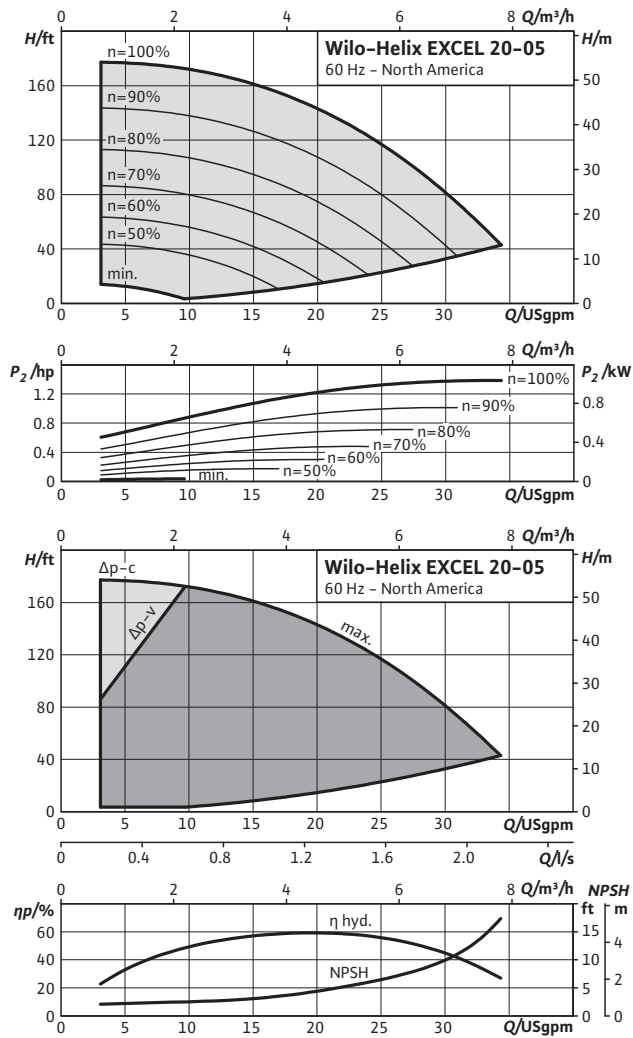 0 2 4 6 8 Q/m³/h
H/ft H/m
Wilo-Helix EXCEL 20-05
60 Hz - North America
n=100%
n=90%
n=80%
n=70%
n=60%
n=50%
min.
160
120
80
40
0
50
40
30
20
10
0
0 5 10 15 20 25 30 Q/USgpm
0 2 4 6 Q/m³/h
P₂/hp P₂/kW
1.2
0.8
0.4
0
0.8
0.4
0
n=100%
n=90%
n=80%
n=70%
n=60%
n=50%
min.
0 5 10 15 20 25 30 Q/USgpm
0 2 4 6 8 Q/m³/h
H/ft H/m
Wilo-Helix EXCEL 20-05
60 Hz - North America
Δp-c
Δp-v
max.
160
120
80
40
0
50
40
30
20
10
0
0 5 10 15 20 25 30 Q/USgpm
0 0.4 0.8 1.2 1.6 2.0 Q/l/s
0 2 4 6 8 Q/m³/h NPSH
ηp/% ft m
η hyd.
NPSH
60
40
20
0
15
10
5
0
4
2
0
0 5 10 15 20 25 30 Q/USgpm